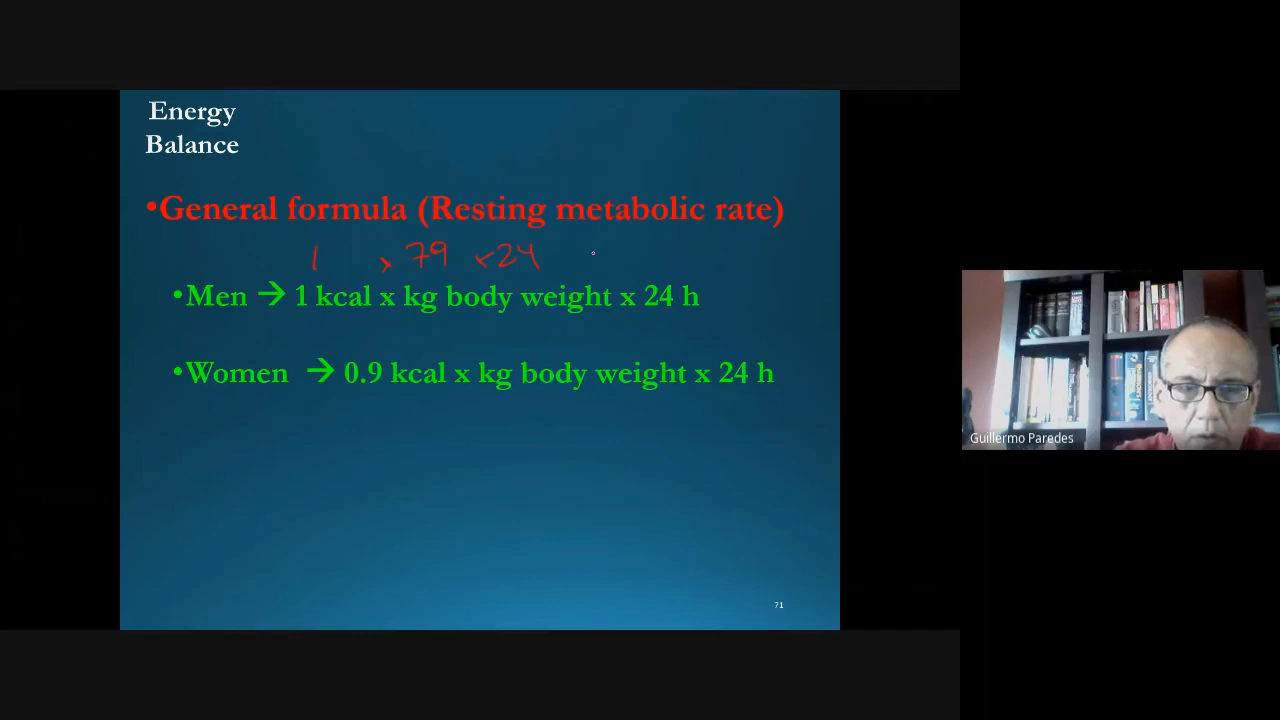 Energy
Balance
•General formula (Resting metabolic rate)
1 x 79 x 24
•Men → 1 kcal x kg body weight x 24 h
•Women → 0.9 kcal x kg body weight x 24 h
71
Guillermo Paredes